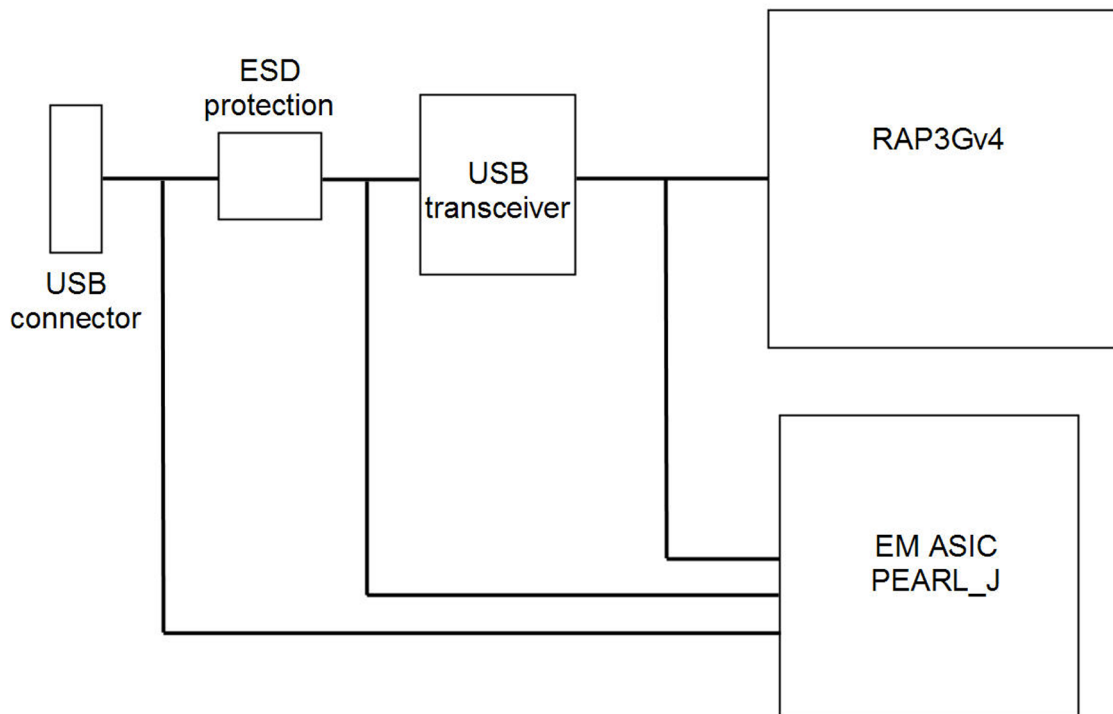 ESD
protection
USB
transceiver
RAP3Gv4
USB
connector
EM ASIC
PEARL_J